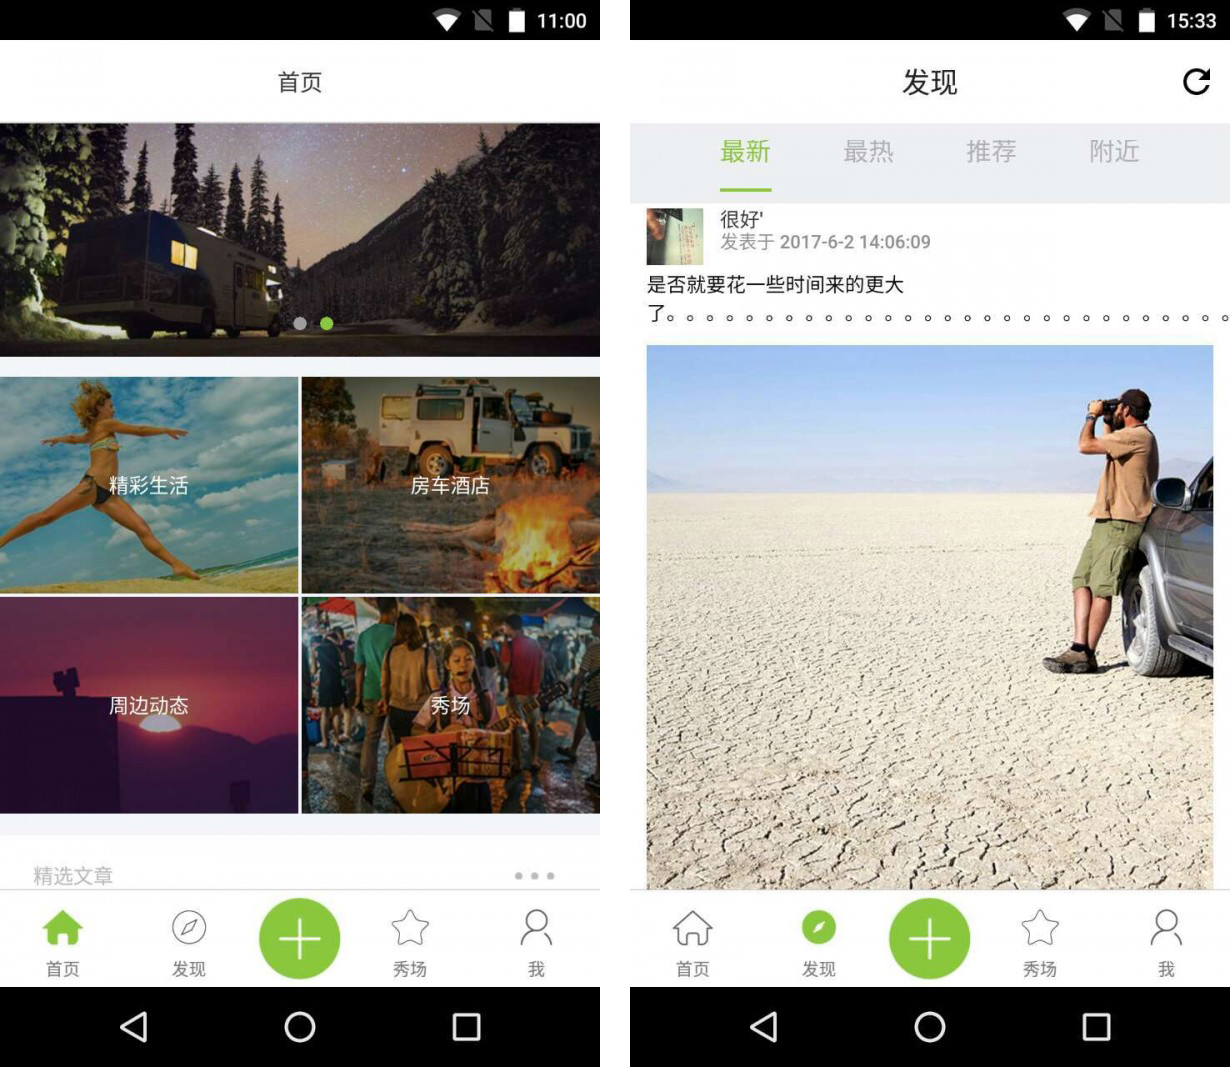 11:00
首页
精彩生活
房车酒店
周边动态
秀场
精选文章
首页
发现
秀场
我
15:33
发现
最新
最热
推荐
附近
很好'
发表于 2017-6-2 14:06:09
是否就要花一些时间来的更大
了。。。。。。。。。。。。。。。。。。。。。。。。。。。。。
首页
发现
秀场
我